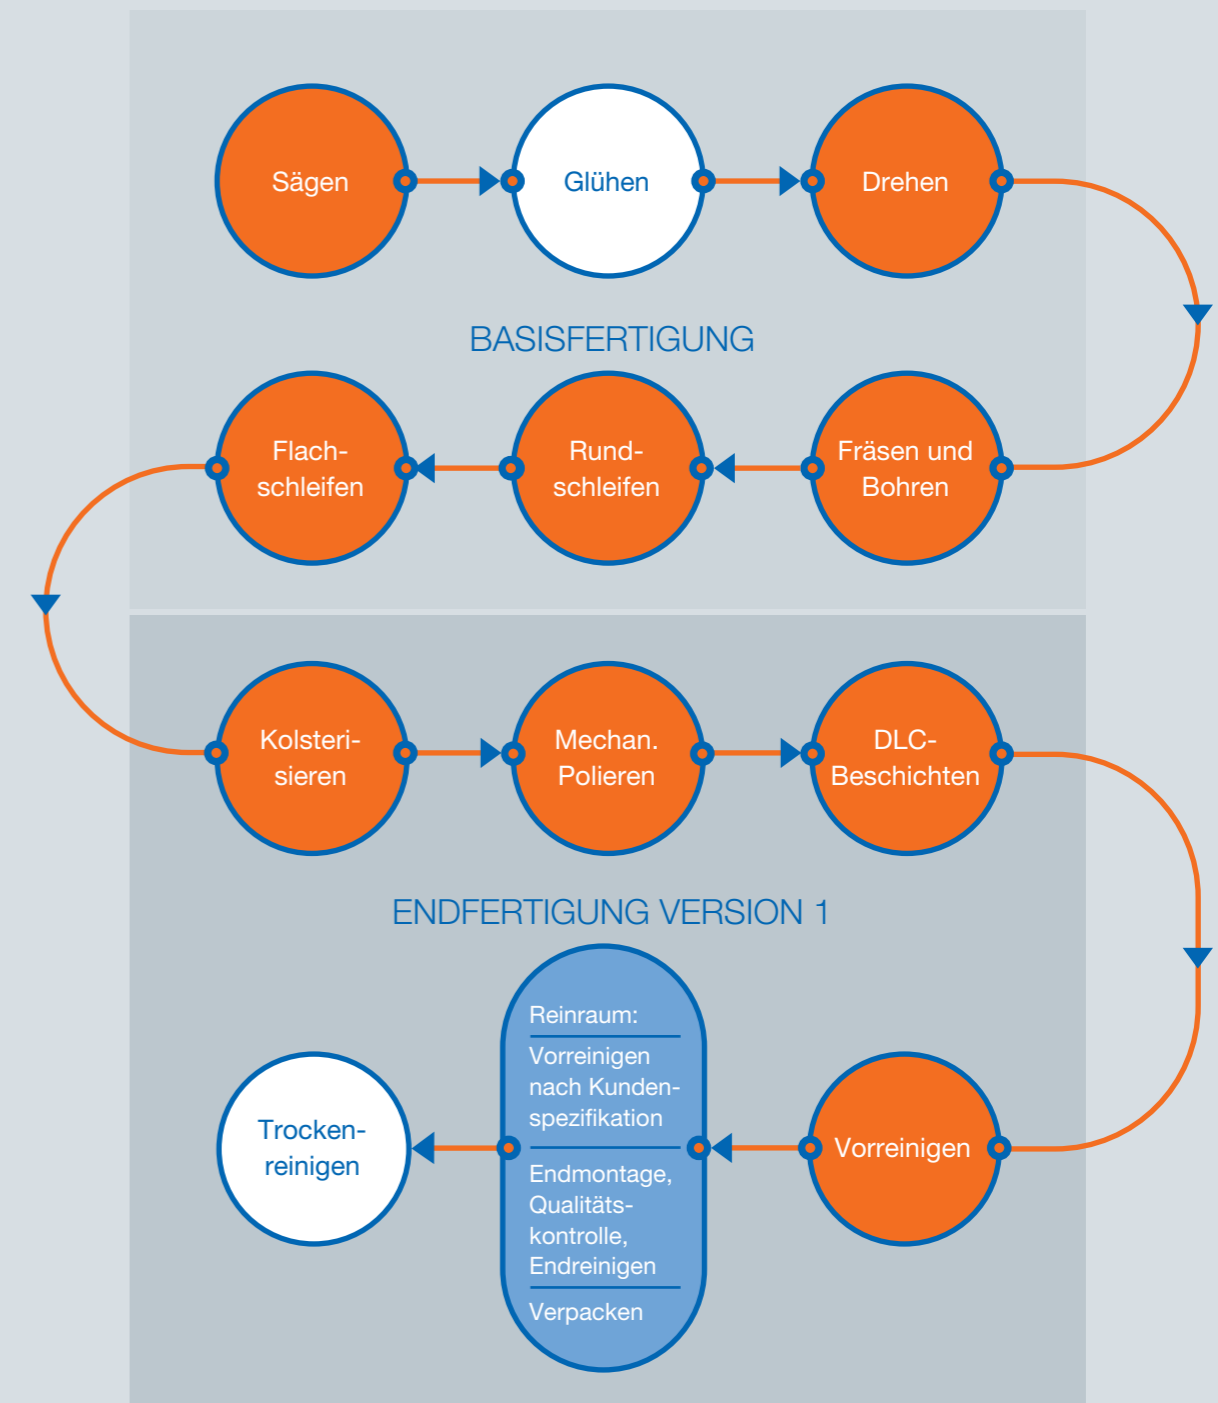 Sägen
Glühen
Drehen
BASISFERTIGUNG
Fräsen und
Bohren
Rund-
schleifen
Flach-
schleifen
Kolsteri-
sieren
Mechan.
Polieren
DLC-
Beschichten
ENDFERTIGUNG VERSION 1
Vorreinigen
Reinraum:
Vorreinigen
nach Kunden-
spezifikation
Endmontage,
Qualitäts-
kontrolle,
Endreinigen
Verpacken
Trocken-
reinigen